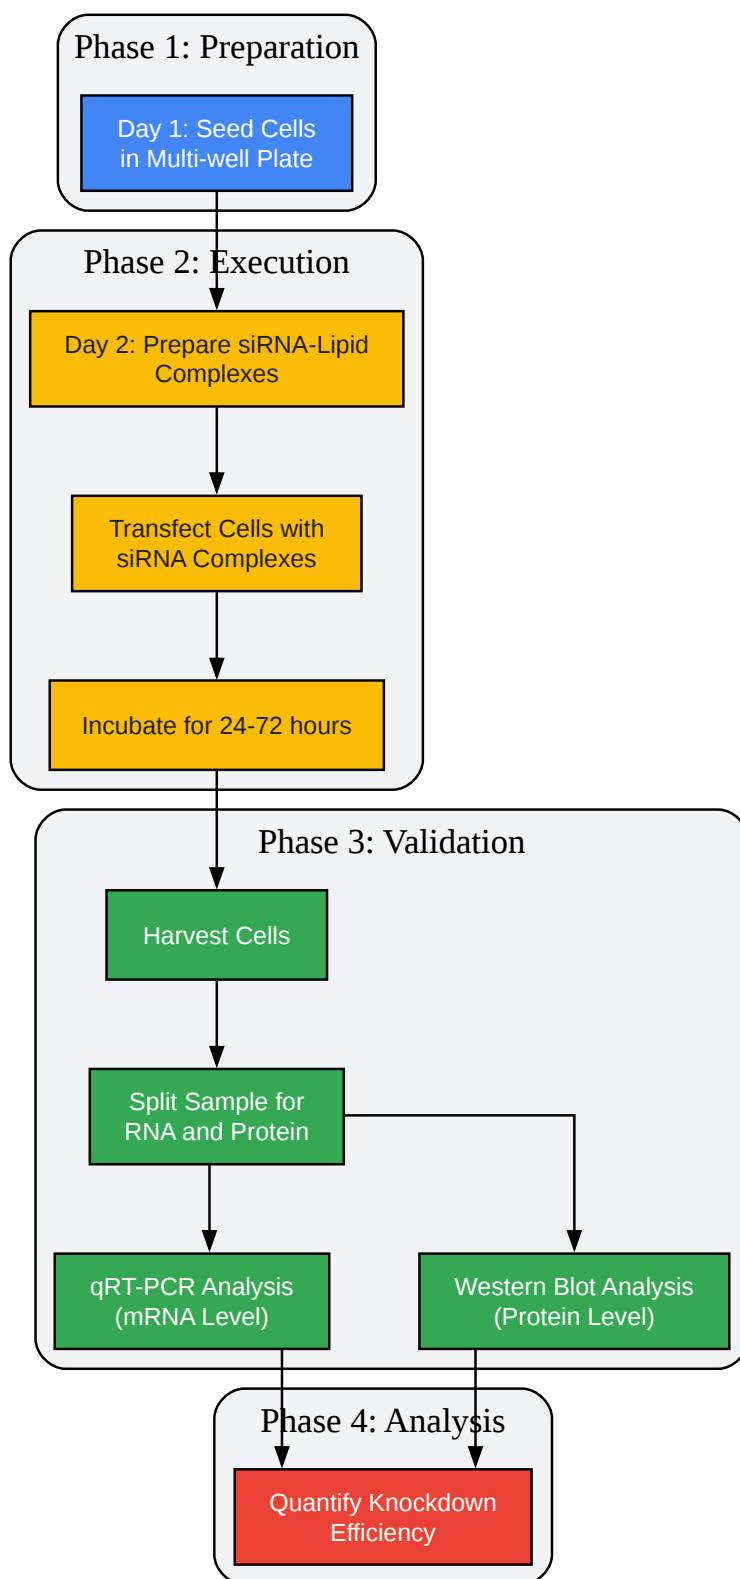 Phase 1: Preparation
Day 1: Seed Cells
in Multi-well Plate
Phase 2: Execution
Day 2: Prepare siRNA-Lipid
Complexes
Transfect Cells with
siRNA Complexes
Incubate for 24-72 hours
Phase 3: Validation
Harvest Cells
Split Sample for
RNA and Protein
qRT-PCR Analysis
(mRNA Level)
Western Blot Analysis
(Protein Level)
Phase 4: Analysis
Quantify Knockdown
Efficiency